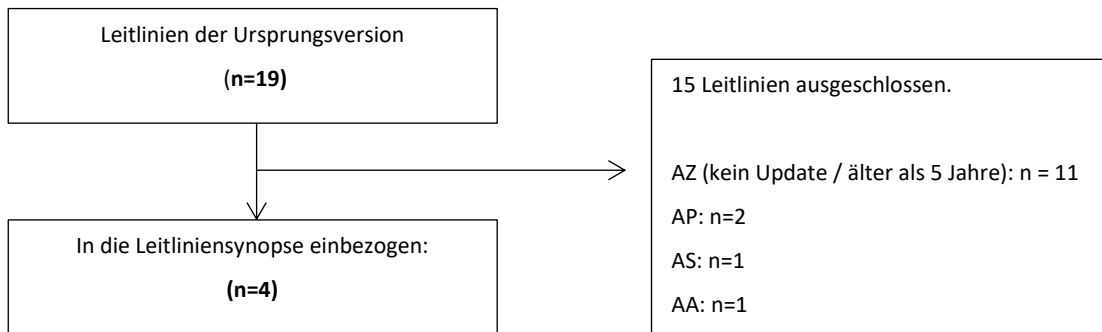 Leitlinien der Ursprungsversion
(n=19)
15 Leitlinien ausgeschlossen.
AZ (kein Update / älter als 5 Jahre): n = 11
AP: n=2
AS: n=1
AA: n=1
In die Leitliniensynopse einbezogen:
(n=4)